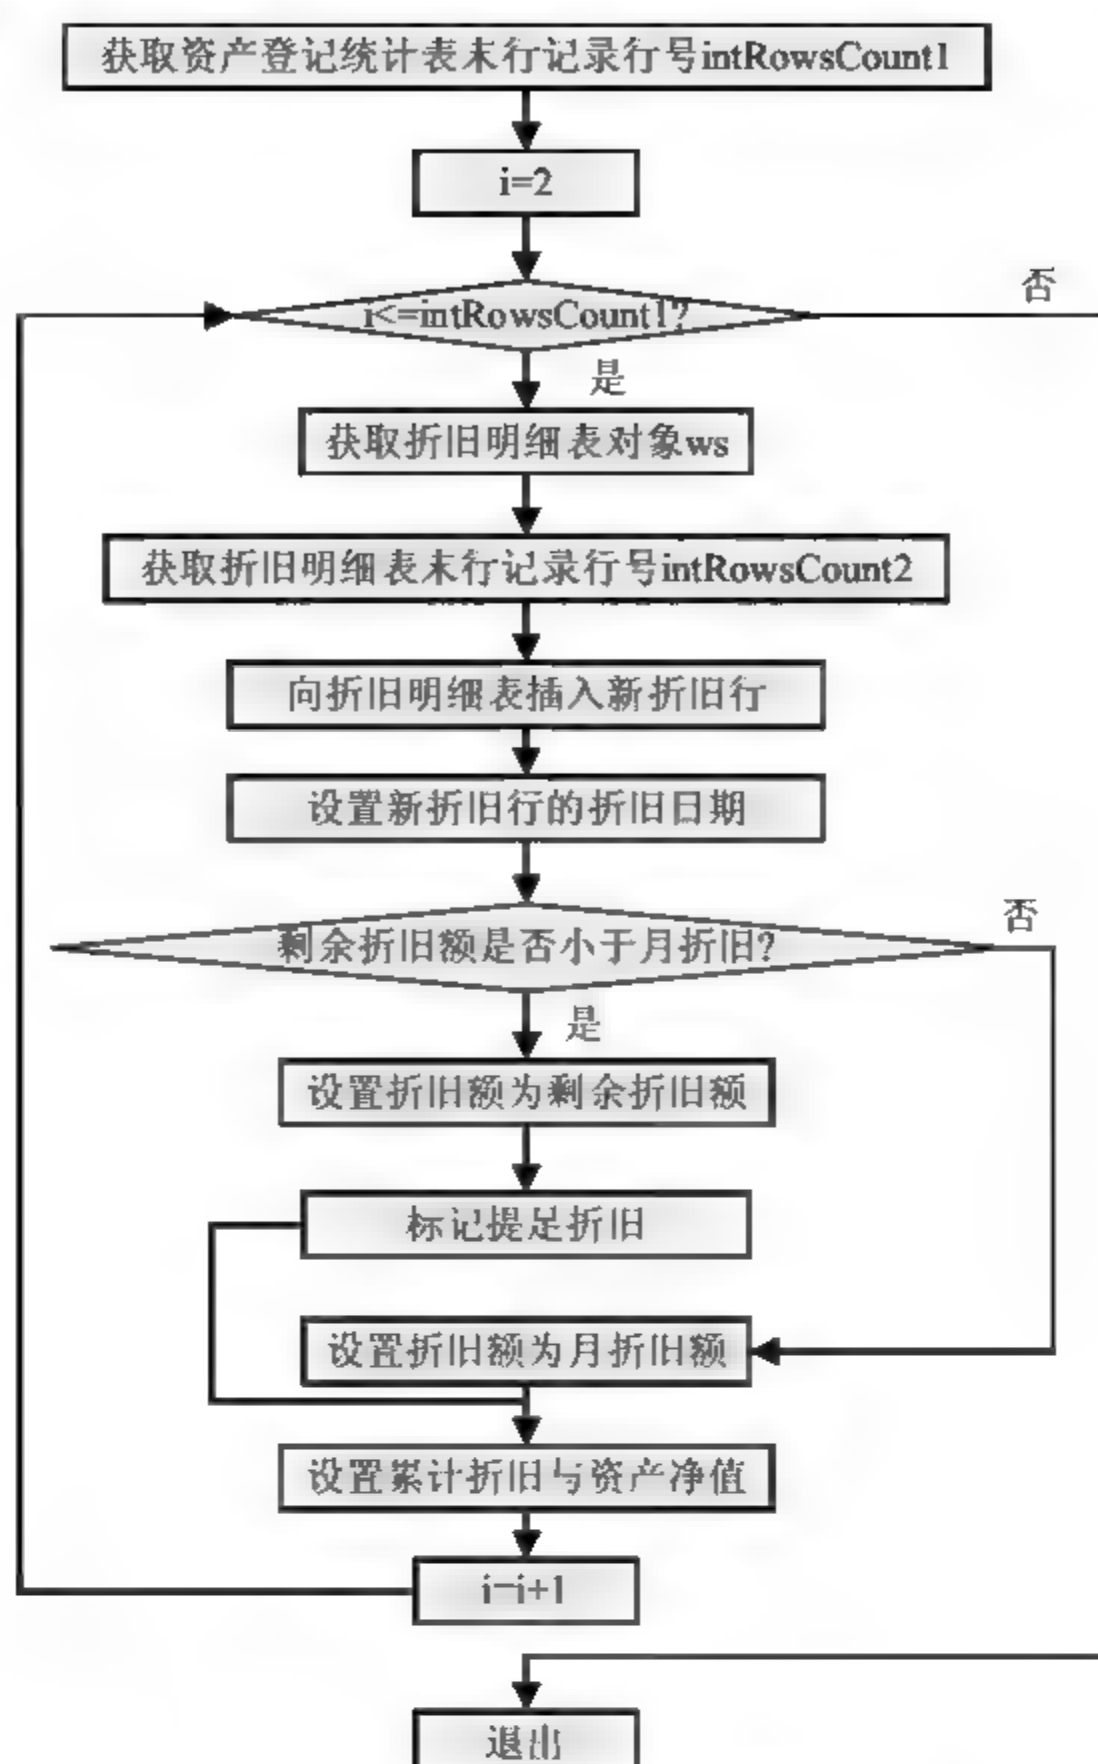 获取资产登记统计表末行记录行号intRowsCount1
i=2
i<=intRowsCount1?
否
是
获取折旧明细表对象ws
获取折旧明细表末行记录行号intRowsCount2
向折旧明细表插入新折旧行
设置新折旧行的折旧日期
剩余折旧额是否小于月折旧?
否
是
设置折旧额为剩余折旧额
标记提足折旧
设置折旧额为月折旧额
设置累计折旧与资产净值
i=i+1
退出